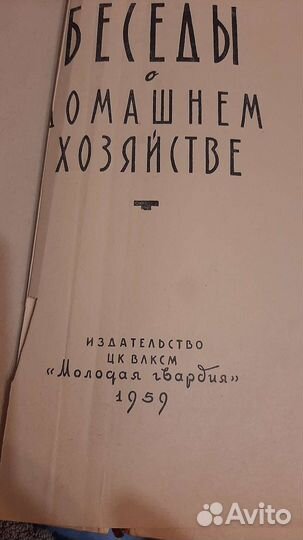 БЕСЕДЫ
о
ДОМАШНЕМ
ХОЗЯЙСТВЕ
ИЗДАТЕЛЬСТВО
ЦК ВЛКСМ
„Молодая гвардия"
1959
Avito